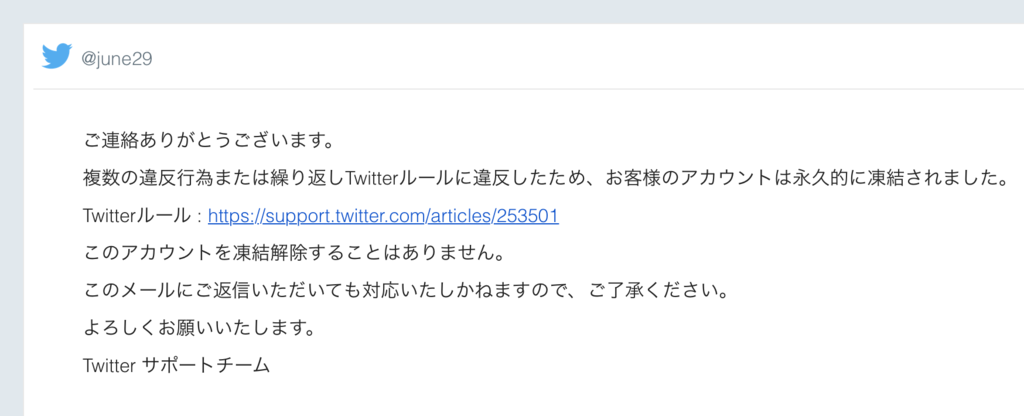 @june29
ご連絡ありがとうございます。
複数の違反行為または繰り返しTwitterルールに違反したため、お客様のアカウントは永久的に凍結されました。
Twitterルール : https://support.twitter.com/articles/253501
このアカウントを凍結解除することはありません。
このメールにご返信いただいても対応いたしかねますので、ご了承ください。
よろしくお願いいたします。
Twitter サポートチーム